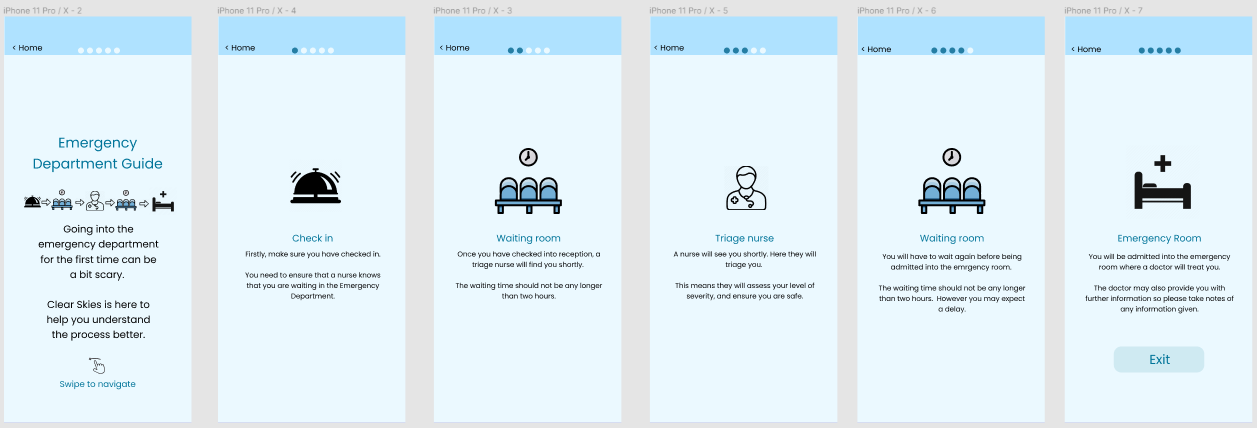 iPhone 11 Pro / X - 2
< Home
Emergency
Department Guide
Going into the
emergency department
for the first time can be
a bit scary.
Clear Skies is here to
help you understand
the process better.
Swipe to navigate
iPhone 11 Pro / X - 4
< Home
Check in
Firstly, make sure you have checked in.
You need to ensure that a nurse knows
that you are waiting in the Emergency
Department.
iPhone 11 Pro / X - 3
< Home
Waiting room
Once you have checked into reception, a
triage nurse will find you shortly.
The waiting time should not be any longer
than two hours.
iPhone 11 Pro / X - 5
< Home
Triage nurse
A nurse will see you shortly. Here they will
triage you.
This means they will assess your level of
severity, and ensure you are safe.
iPhone 11 Pro / X - 6
< Home
Waiting room
You will have to wait again before being
admitted into the emrgency room.
The waiting time should not be any longer
than two hours. However you may expect
a delay.
iPhone 11 Pro / X - 7
< Home
Emergency Room
You will be admitted into the emergency
room where a doctor will treat you.
The doctor may also provide you with
further information so please take notes of
any information given.
Exit